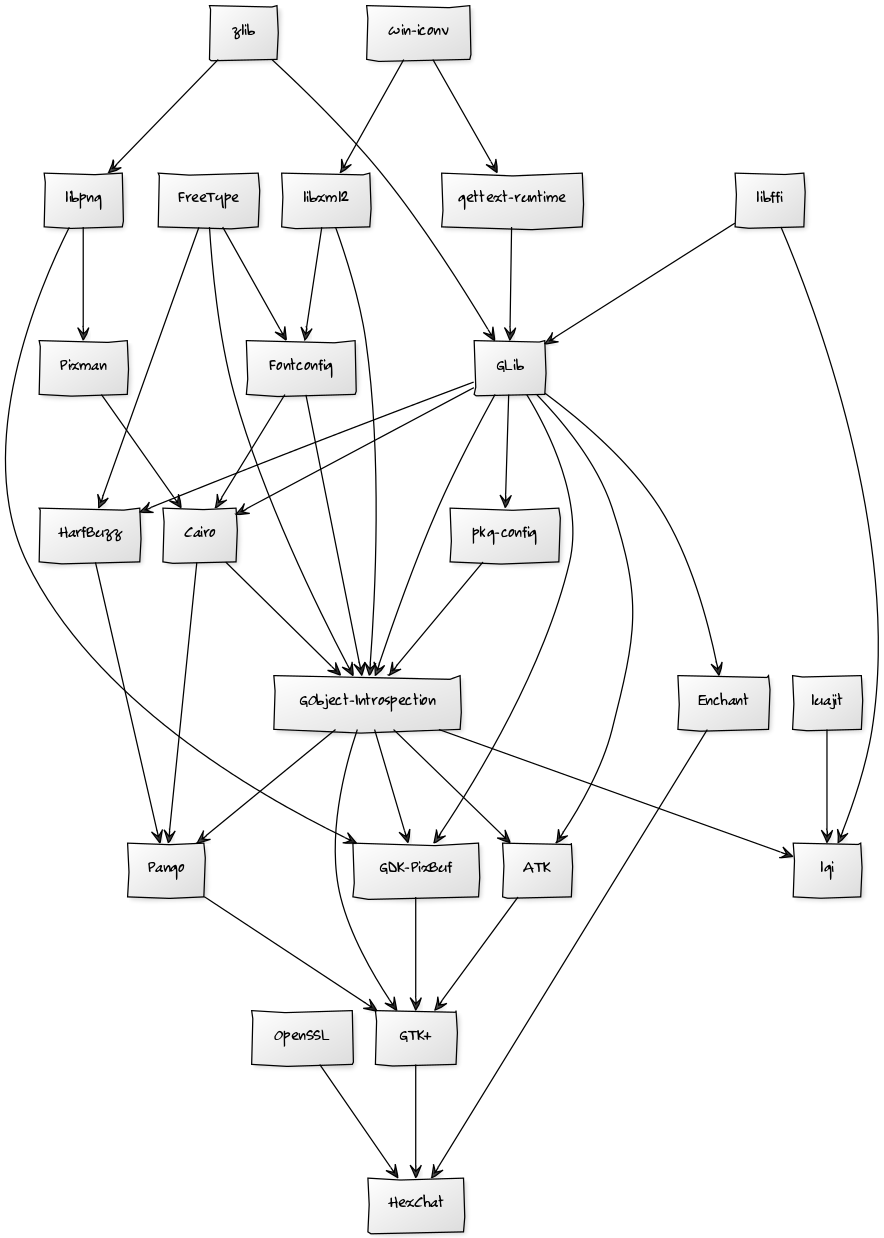 zlib
win-iconv
libpng
FreeType
libxml2
gettext-runtime
libffi
Pixman
Fontconfig
GLib
HarfBuzz
Cairo
pkg-config
GObject-Introspection
Enchant
luajit
Pango
GDK-PixBuf
ATK
lgi
OpenSSL
GTK+
HexChat